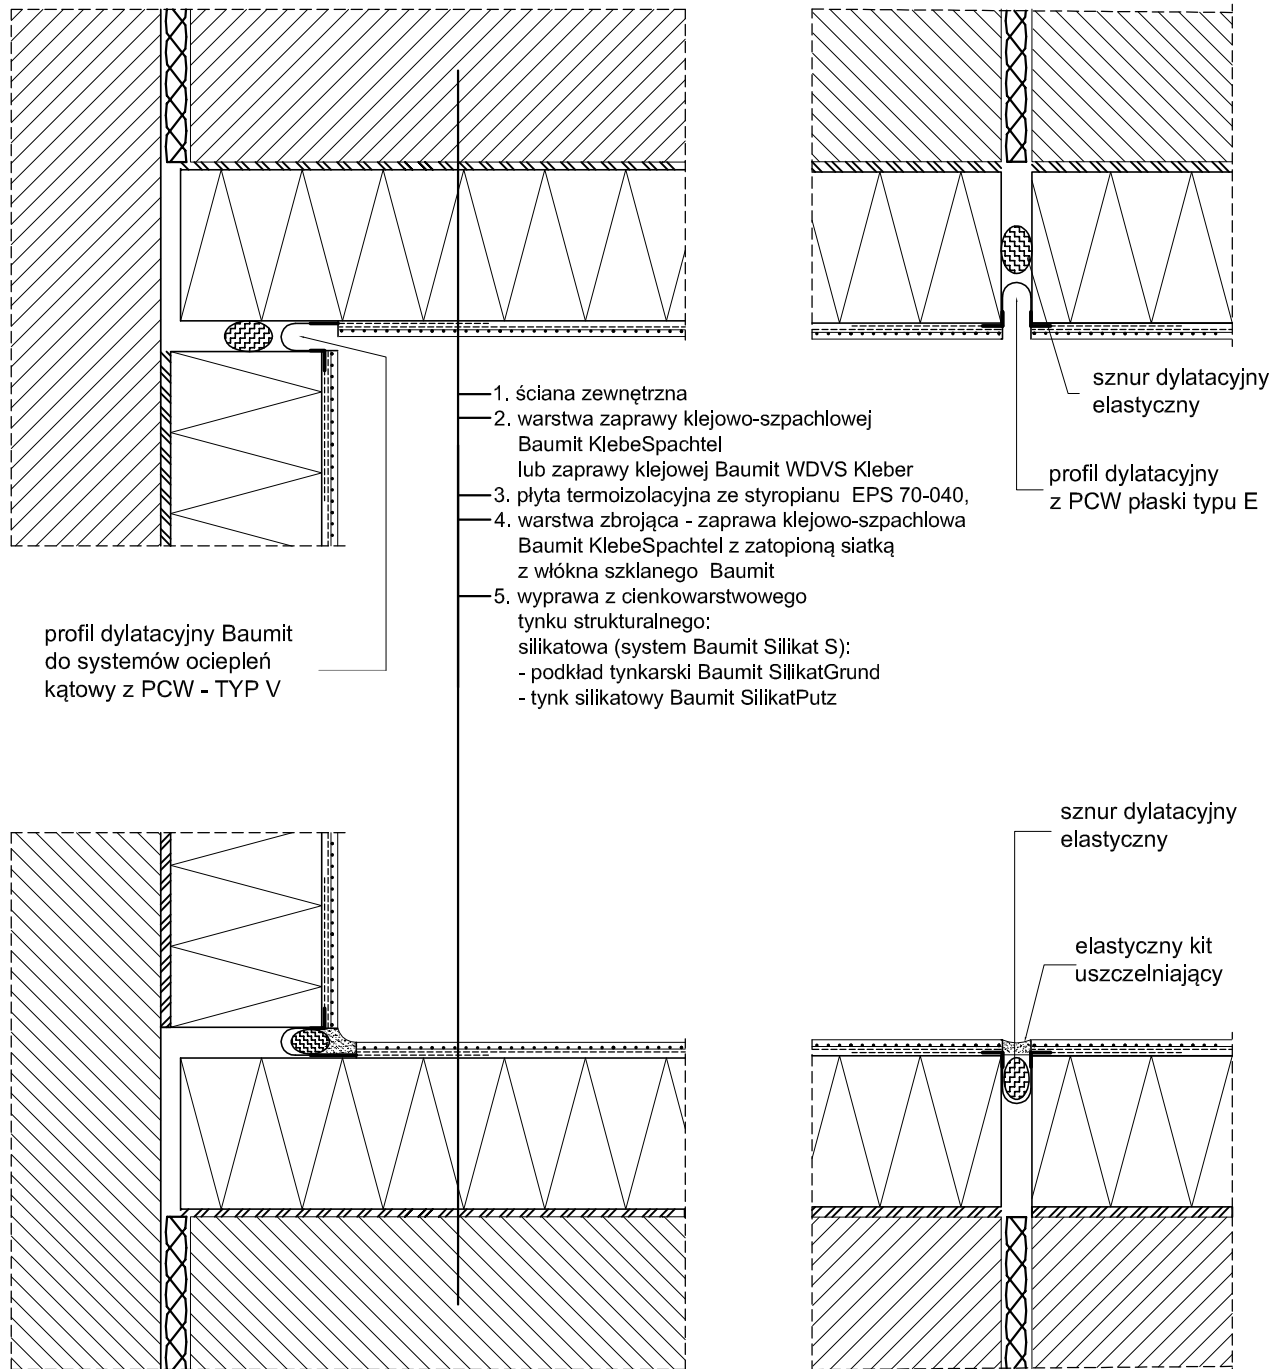 sznur dylatacyjny
elastyczny
profil dylatacyjny
z PCW płaski typu E
1. ściana zewnętrzna
2. warstwa zaprawy klejowo-szpachlowej
Baumit KlebeSpachtel
lub zaprawy klejowej Baumit WDVS Kleber
3. płyta termoizolacyjna ze styropianu EPS 70-040,
4. warstwa zbrojąca - zaprawa klejowo-szpachlowa
Baumit KlebeSpachtel z zatopioną siatką
z włókna szklanego Baumit
5. wyprawa z cienkowarstwowego
tynku strukturalnego:
silikatowa (system Baumit Silikat S):
- podkład tynkarski Baumit SilikatGrund
- tynk silikatowy Baumit SilikatPutz
profil dylatacyjny Baumit
do systemów ociepleń
kątowy z PCW - TYP V
sznur dylatacyjny
elastyczny
elastyczny kit
uszczelniający